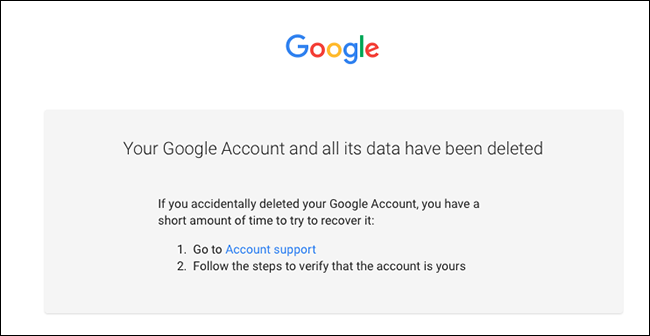 Google
Your Google Account and all its data have been deleted
If you accidentally deleted your Google Account, you have a
short amount of time to try to recover it:
1. Go to Account support
2. Follow the steps to verify that the account is yours